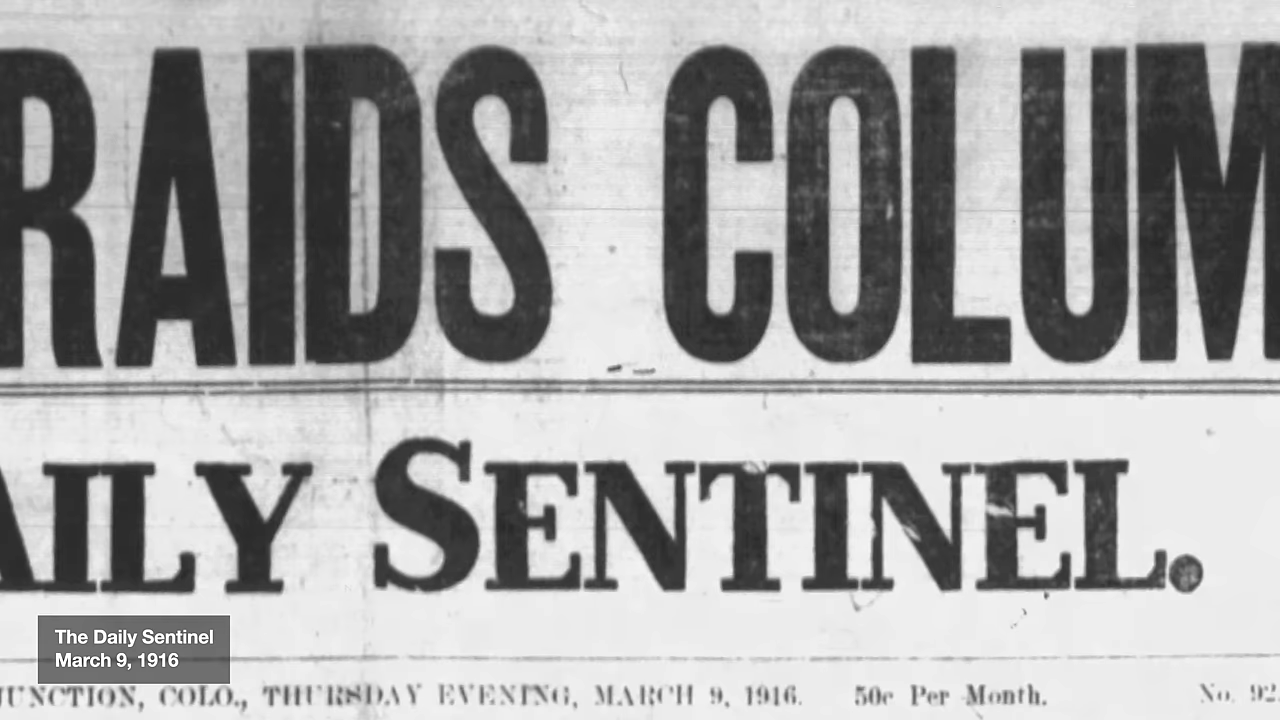 RAIDS COLUM
AILY SENTINEL.
The Daily Sentinel
March 9, 1916
JUNCTION, COLO., THURSDAY EVENING, MARCH 9, 1916. 50c Per Month. No. 92